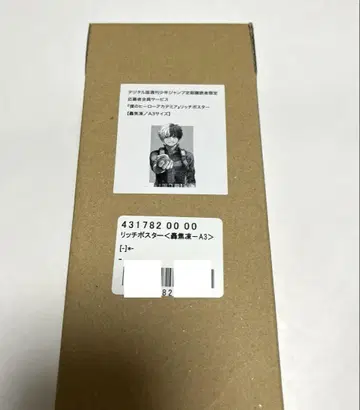 デジタル版週刊少年ジャンプ定期購読者限定
応募者全員サービス
『僕のヒーローアカデミア』リッチポスター
【轟焦凍／A3サイズ】
431782 00 00
リッチポスター＜轟焦凍－A3＞
[-]←
82